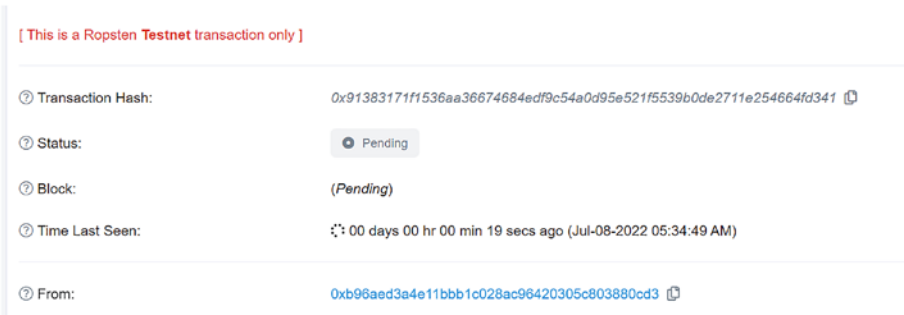 [ This is a Ropsten Testnet transaction only ]
Transaction Hash: 0x91383171f1536aa36674684edf9c54a0d95e521f5539b0de2711e254664fd341
Status: Pending
Block: (Pending)
Time Last Seen: 00 days 00 hr 00 min 19 secs ago (Jul-08-2022 05:34:49 AM)
From: 0xb96aed3a4e11bbb1c028ac96420305c803880cd3